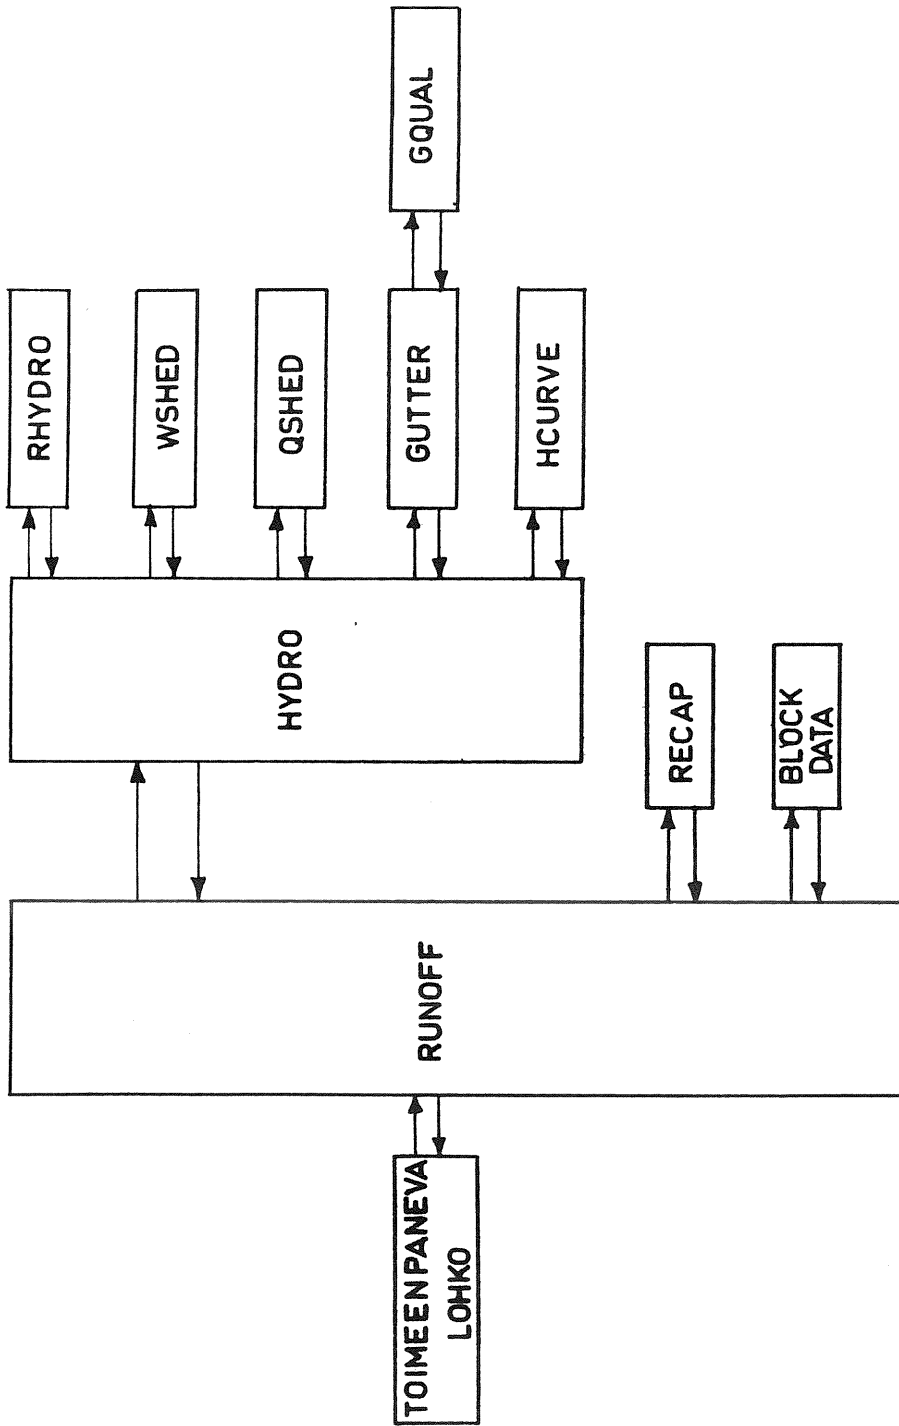 TOIMEENPANEVA
LOHKO
RUNOFF
HYDRO
RECAP
BLOCK
DATA
RHYDRO
WSHED
QSHED
GUTTER
HCURVE
GQUAL